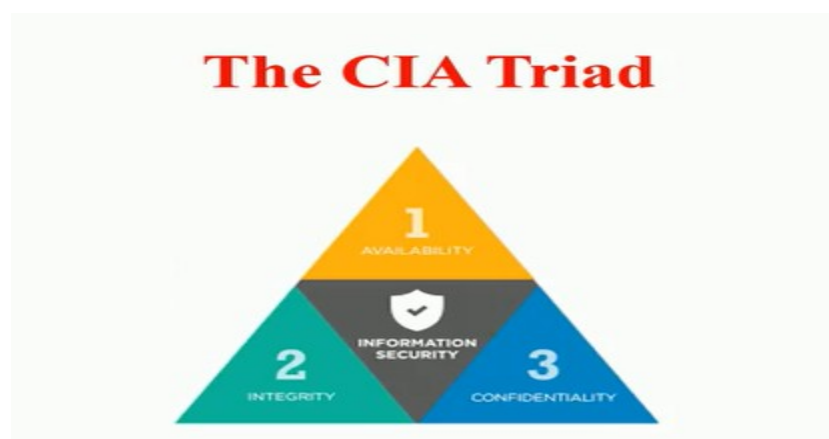 The CIA Triad
1
AVAILABILITY
INFORMATION
SECURITY
2
INTEGRITY
3
CONFIDENTIALITY